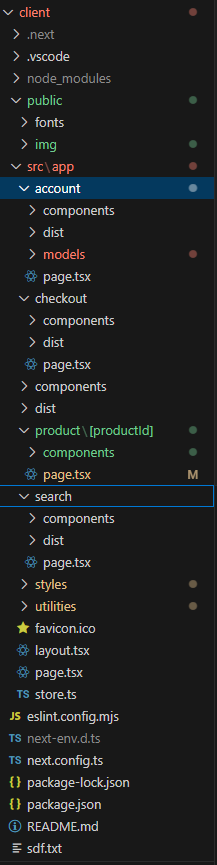 client
.next
.vscode
node_modules
public
fonts
img
src\app
account
components
dist
models
page.tsx
checkout
components
dist
page.tsx
components
dist
product\[productId]
components
page.tsx M
search
components
dist
page.tsx
styles
utilities
favicon.ico
layout.tsx
page.tsx
TS store.ts
eslint.config.mjs
TS next-env.d.ts
TS next.config.ts
{} package-lock.json
{} package.json
README.md
sdf.txt